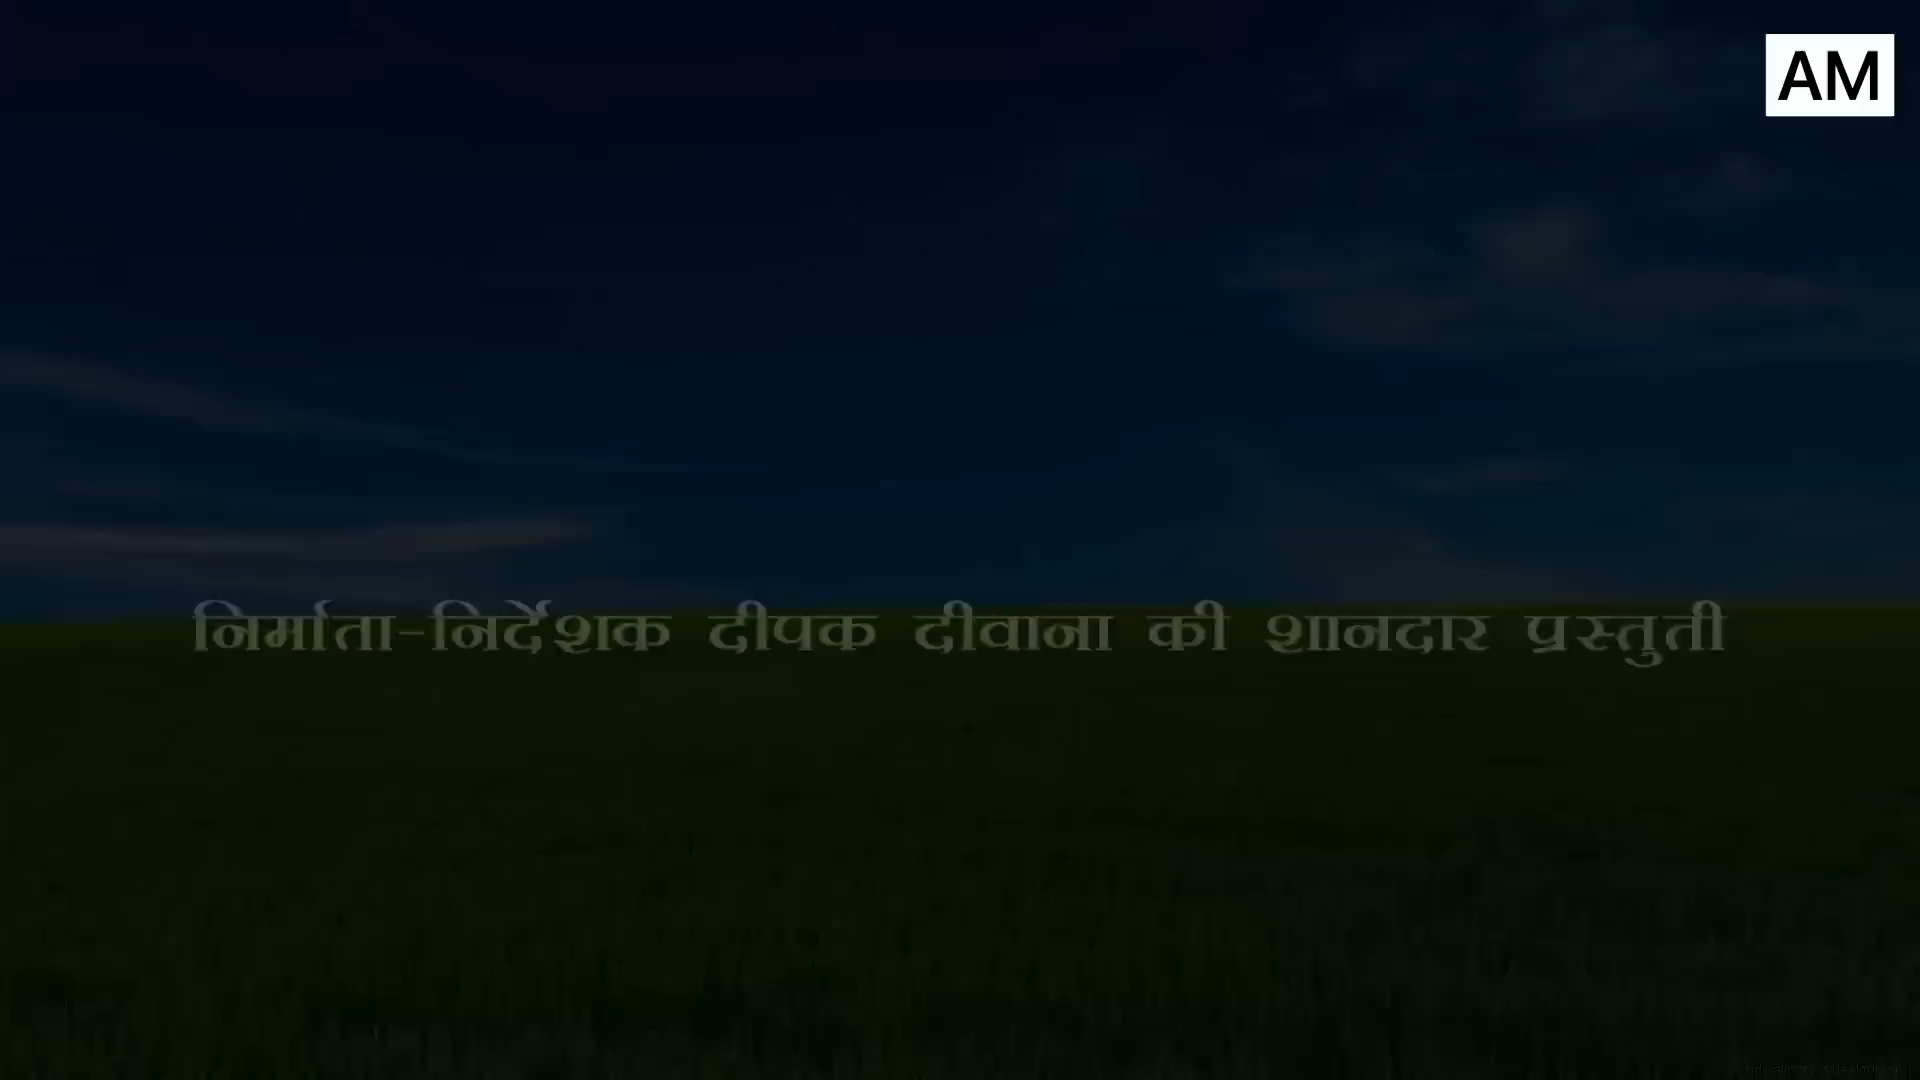 AM
निर्माता-निर्देशक दीपक दीवाना की शानदार प्रस्तुती